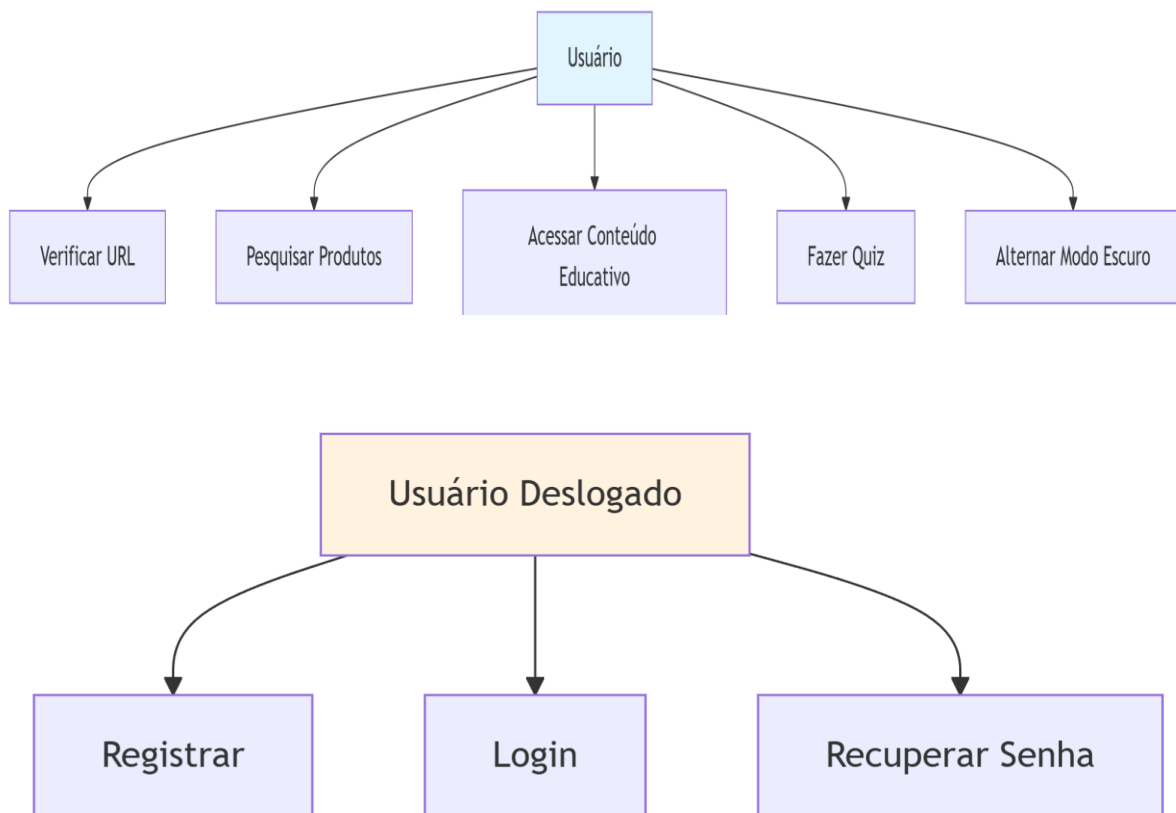 Usuário
Verificar URL
Pesquisar Produtos
Acessar Conteúdo
Educativo
Fazer Quiz
Alternar Modo Escuro
Usuário Deslogado
Registrar
Login
Recuperar Senha